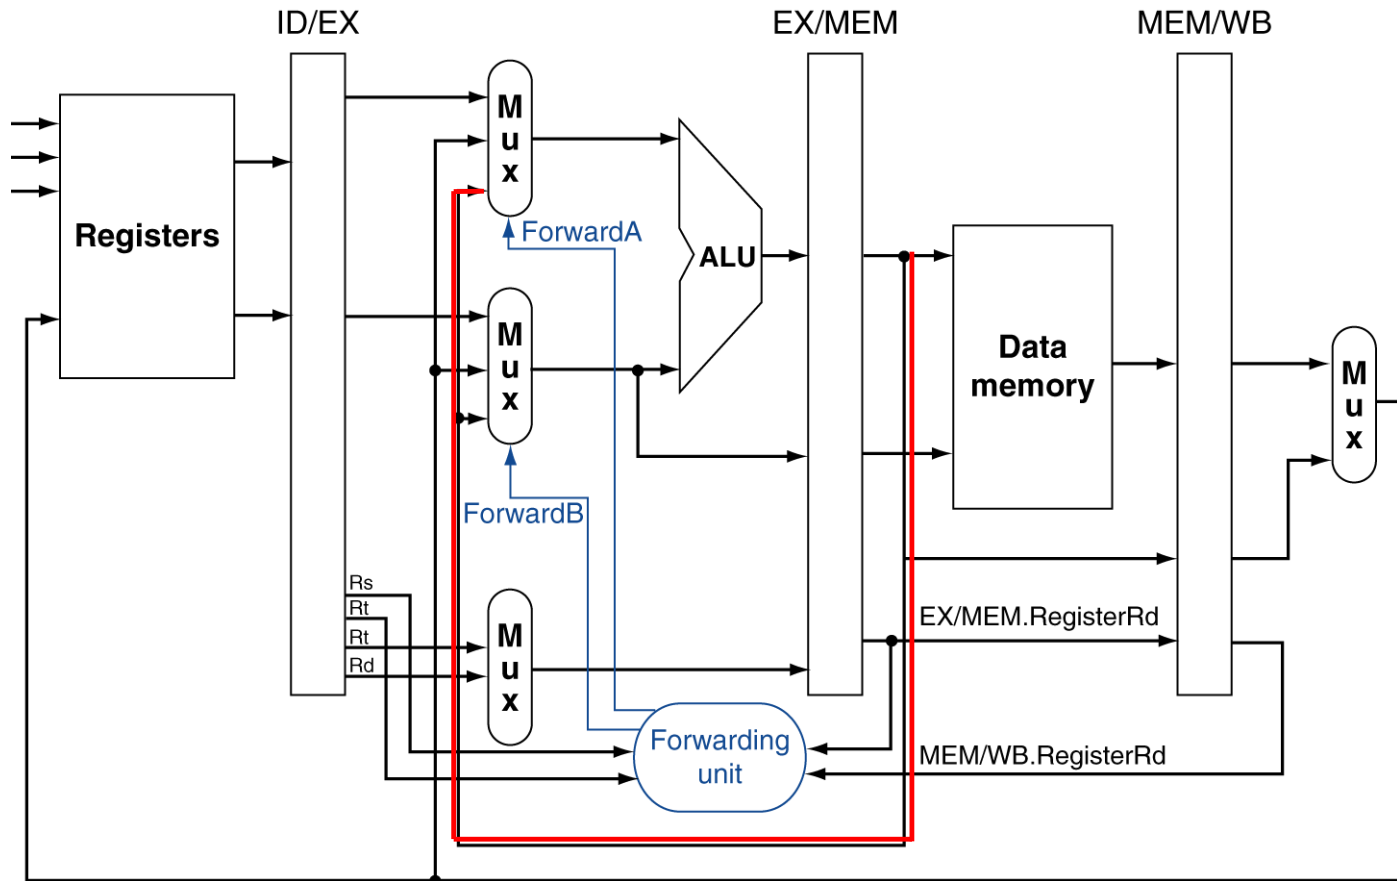 ID/EX
EX/MEM
MEM/WB
M
u
x
Registers
ForwardA
ALU
M
u
x
Data
memory
M
u
x
ForwardB
Rs
Rt
Rt
Rd
M
u
x
EX/MEM.RegisterRd
Forwarding
unit
MEM/WB.RegisterRd